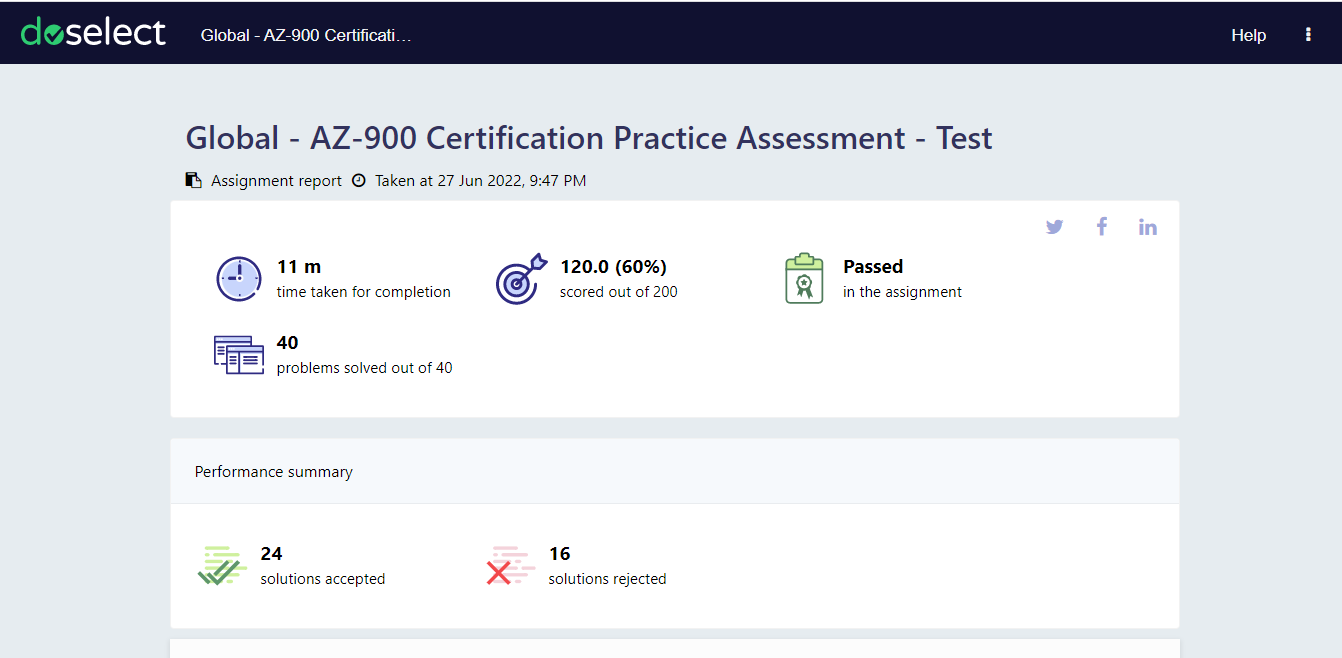 doselect Global - AZ-900 Certificati... Help
Global - AZ-900 Certification Practice Assessment - Test
Assignment report Taken at 27 Jun 2022, 9:47 PM
11 m
time taken for completion
120.0 (60%)
scored out of 200
Passed
in the assignment
40
problems solved out of 40
Performance summary
24
solutions accepted
16
solutions rejected